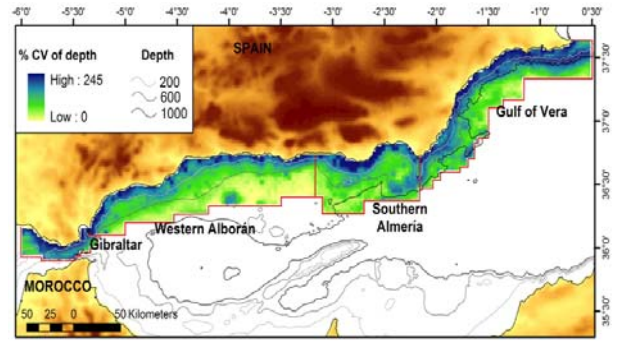 -6°0' -5°30' -5°0' -4°30' -4°0' -3°30' -3°0' -2°30' -2°0' -1°30' -1°0' 0°30'
% CV of depth
High : 245
Low : 0
Depth
200
600
1000
SPAIN
37°30'
37°0'
36°30'
36°0'
35°30'
Gulf of Vera
Southern
Almería
Western Alborán
Gibraltar
MOROCCO
50 25 0 50 Kilometers